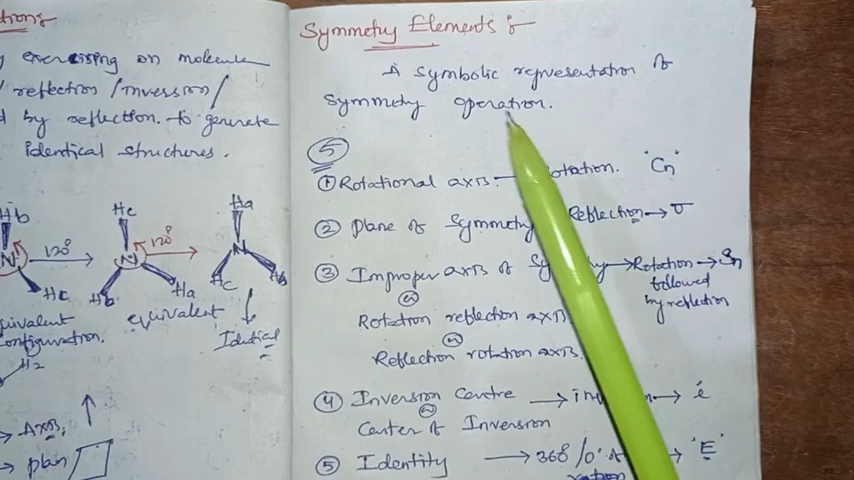 tions
exercising on molecule
reflection / inversion /
d by reflection to generate
identical structures.
Hb
N
Hc
120°
Hc
N
Hb
Ha
120°
Ha
N
Hc
Hb
equivalent
Identical
configuration.
H2
→ Axis,
→ plan
Symmetry Elements :-
A symbolic representation of
symmetry operation.
5
① Rotational axis. → Rotation. "Cn"
② Plane of Symmetry Reflection → σ
③ Improper axis of → Rotation → Sn
followed
by reflection
(or)
Rotation reflection axis
(or)
Reflection rotation axis.
④ Inversion Centre → → i
(or)
Center of Inversion
⑤ Identity → 360°/0° → 'E'